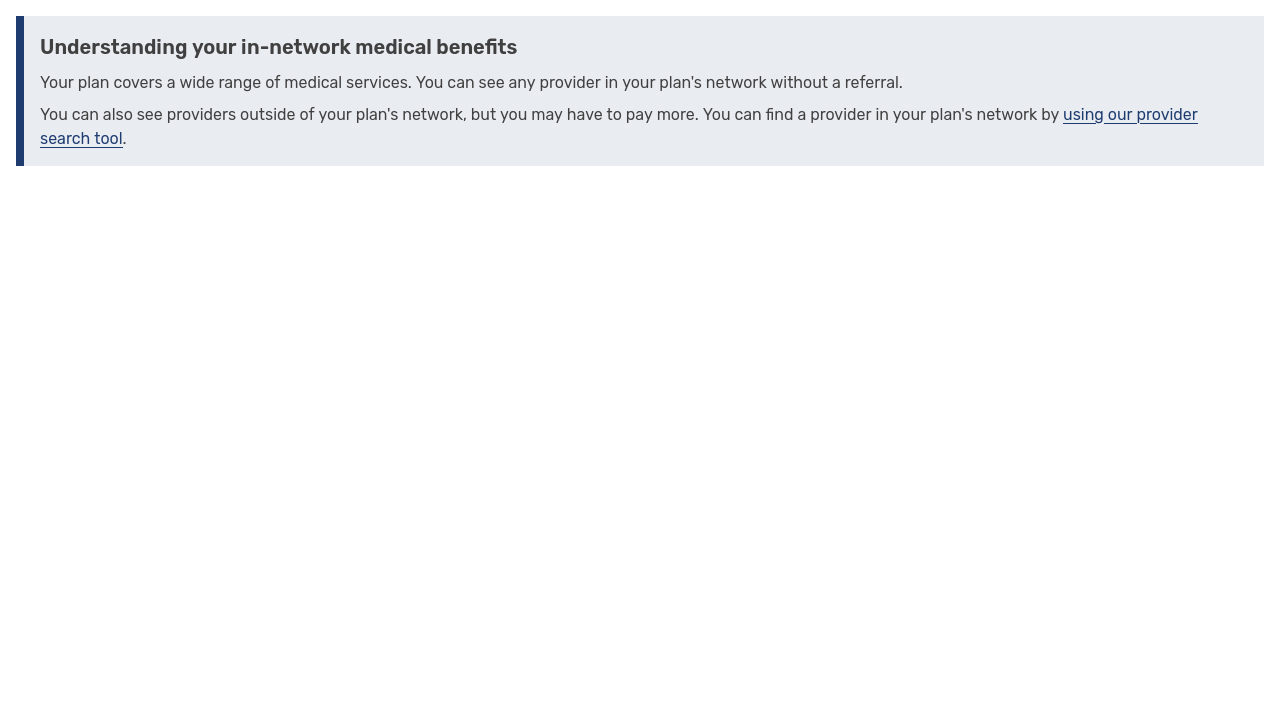 Understanding your in-network medical benefits
Your plan covers a wide range of medical services. You can see any provider in your plan's network without a referral.
You can also see providers outside of your plan's network, but you may have to pay more. You can find a provider in your plan's network by using our provider
search tool.